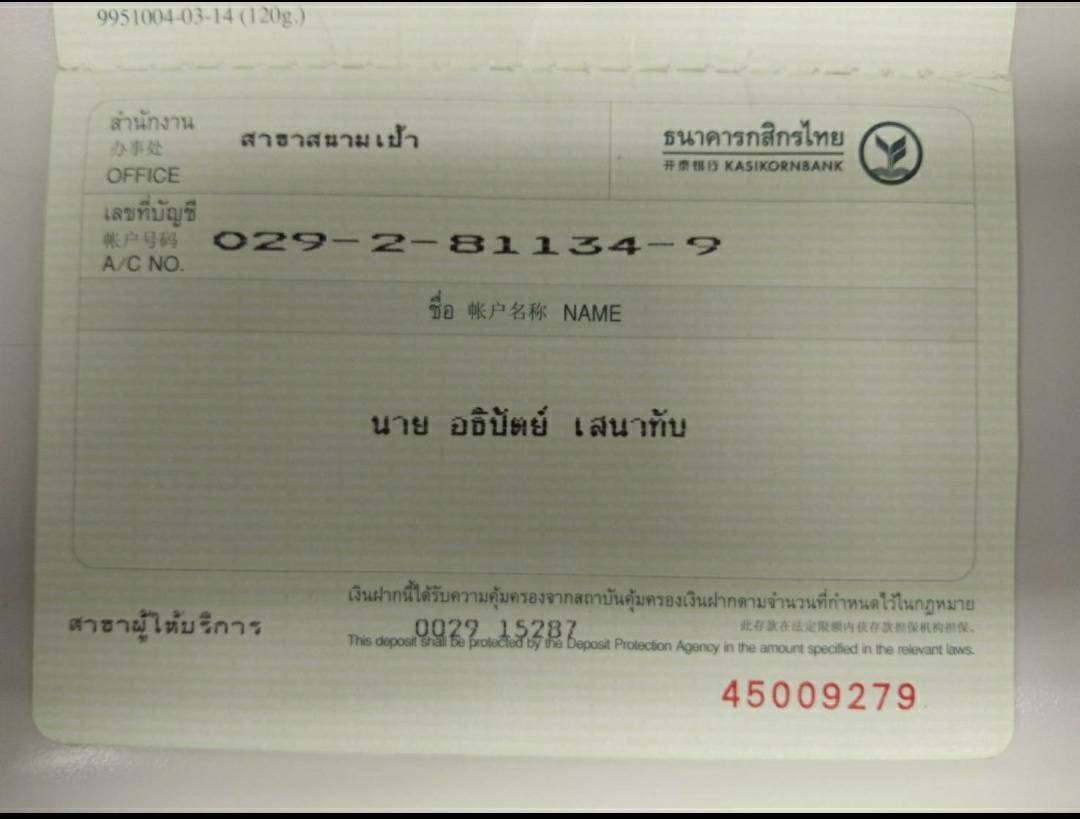 9951004-03-14 (120g.)
สำนักงาน
办事处
OFFICE
สาขาสนามเป้า
ธนาคารกสิกรไทย
开泰银行 KASIKORNBANK
เลขที่บัญชี
帐户号码
A/C NO.
029-2-81134-9
ชื่อ 帐户名称 NAME
นาย อธิปัตย์ เสนาทับ
เงินฝากนี้ได้รับความคุ้มครองจากสถาบันคุ้มครองเงินฝากตามจำนวนที่กำหนดไว้ในกฎหมาย
สาขาผู้ให้บริการ 0029 15287
此存款在法定限额内获存款担保机构担保。
This deposit shall be protected by the Deposit Protection Agency in the amount specified in the relevant laws.
45009279